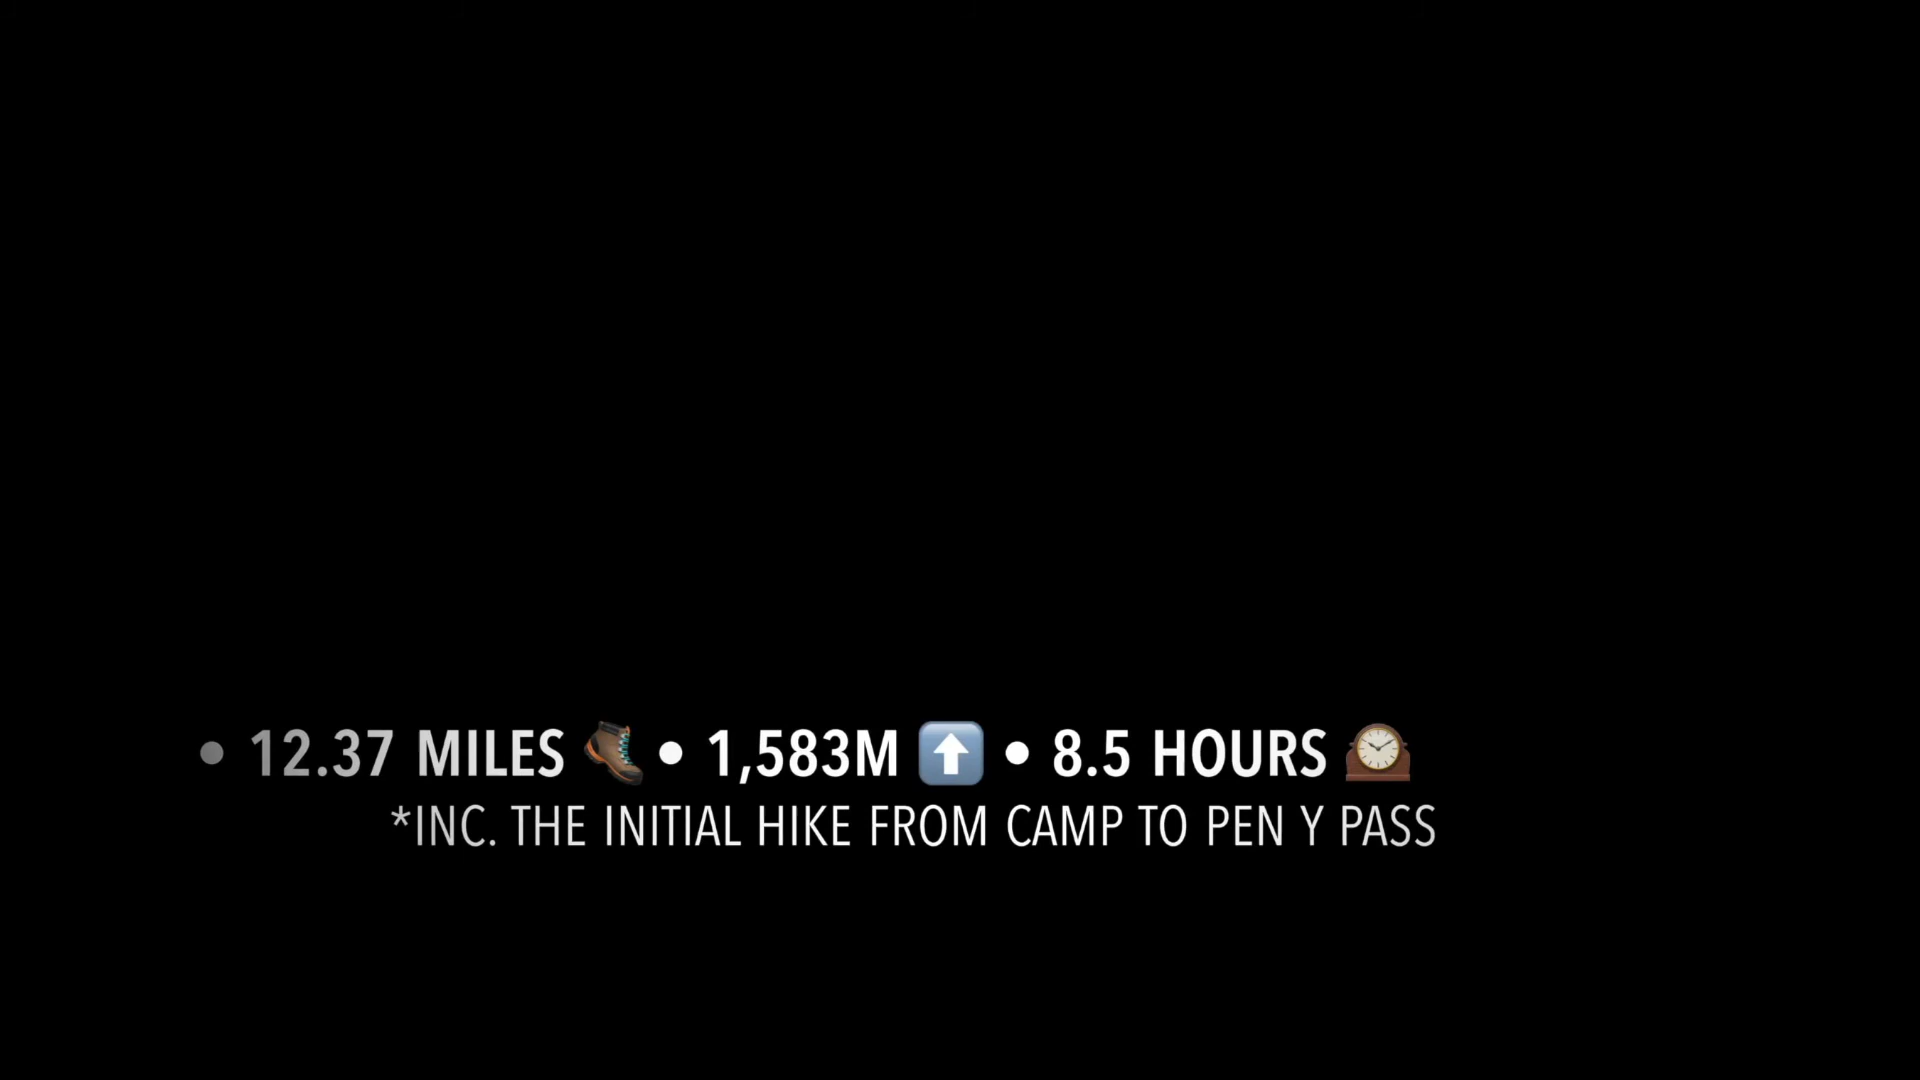 • 12.37 MILES 🥾 • 1,583M ⬆️ • 8.5 HOURS 🕰️
*INC. THE INITIAL HIKE FROM CAMP TO PEN Y PASS